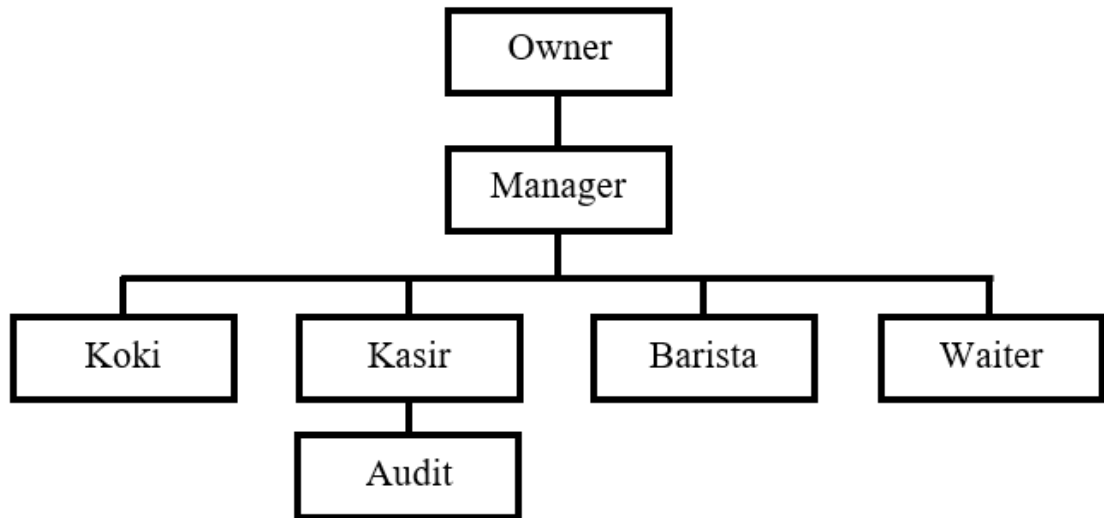 Owner
Manager
Koki
Kasir
Barista
Waiter
Audit